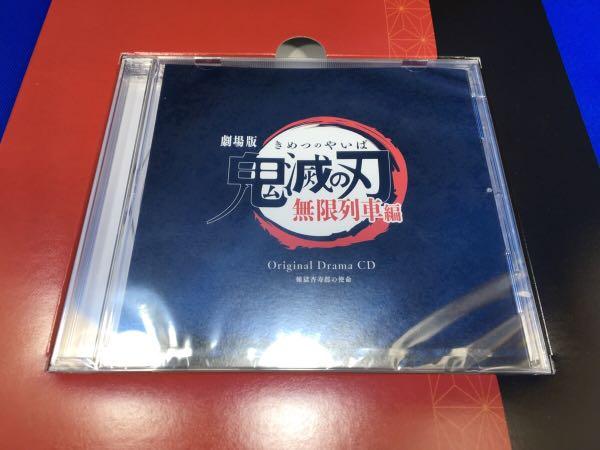 劇場版
きめつのやいば
鬼滅の刃
無限列車編
Original Drama CD
煉獄杏寿郎の使命